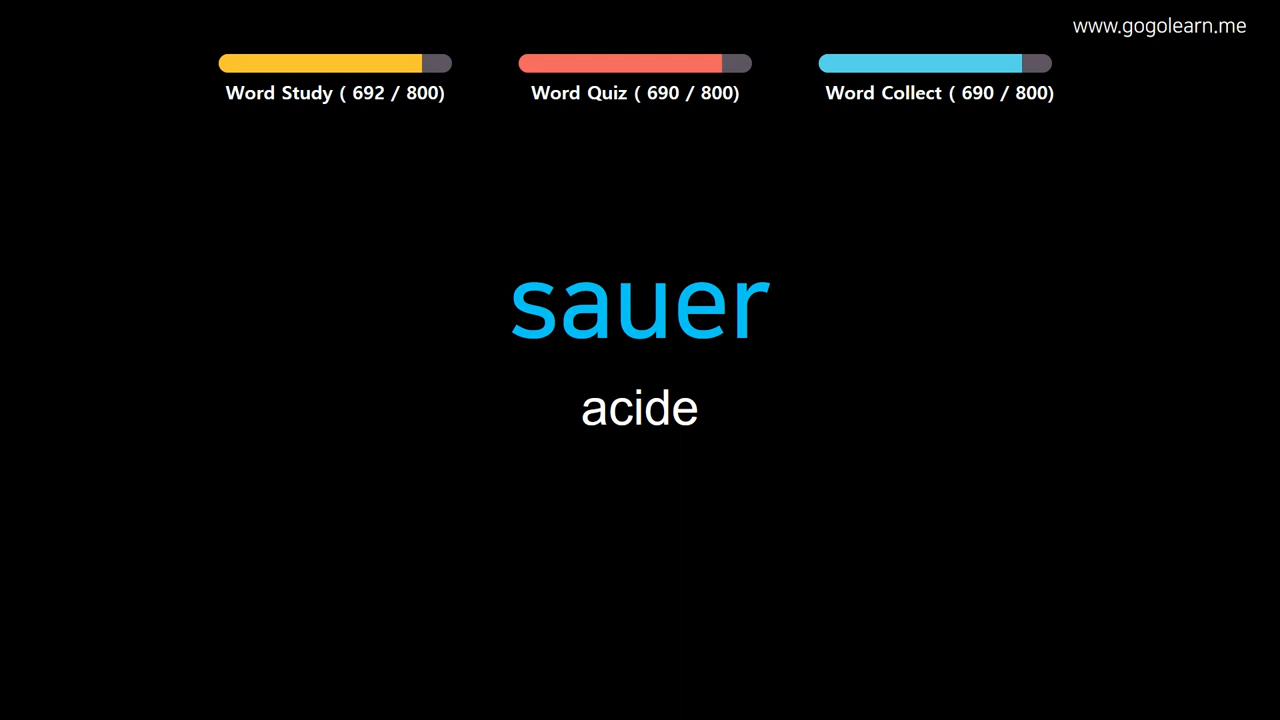 www.gogolearn.me
Word Study ( 692 / 800)
Word Quiz ( 690 / 800)
Word Collect ( 690 / 800)
sauer
acide